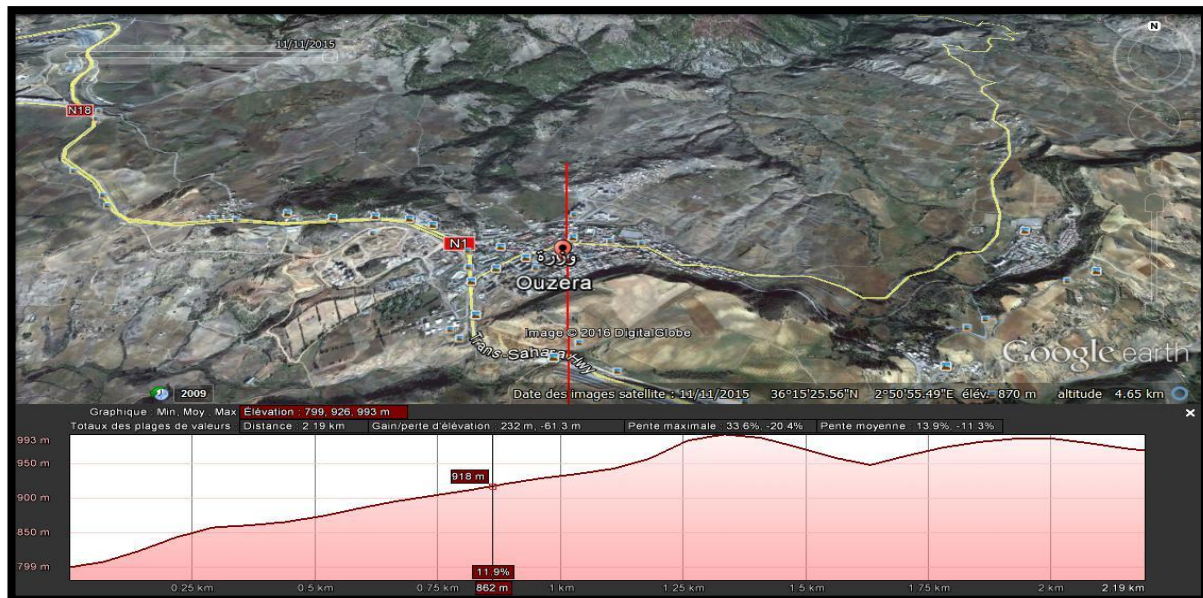 11/11/2015
N
N18
N1
وزرة
Ouzera
Image © 2016 DigitalGlobe
Trans-Sahara Hwy
Google earth
2009
Date des images satellite : 11/11/2015 36°15'25.56"N 2°50'55.49"E élév. 870 m altitude 4.65 km
Graphique : Min, Moy., Max Élévation : 799, 926, 993 m
Totaux des plages de valeurs : Distance : 2.19 km Gain/perte d'élévation : 232 m, -61.3 m Pente maximale : 33.6%, -20.4% Pente moyenne : 13.9%, -11.3%
993 m
950 m
918 m
900 m
850 m
799 m
11.9%
0.25 km 0.5 km 0.75 km 862 m 1 km 1.25 km 1.5 km 1.75 km 2 km 2.19 km